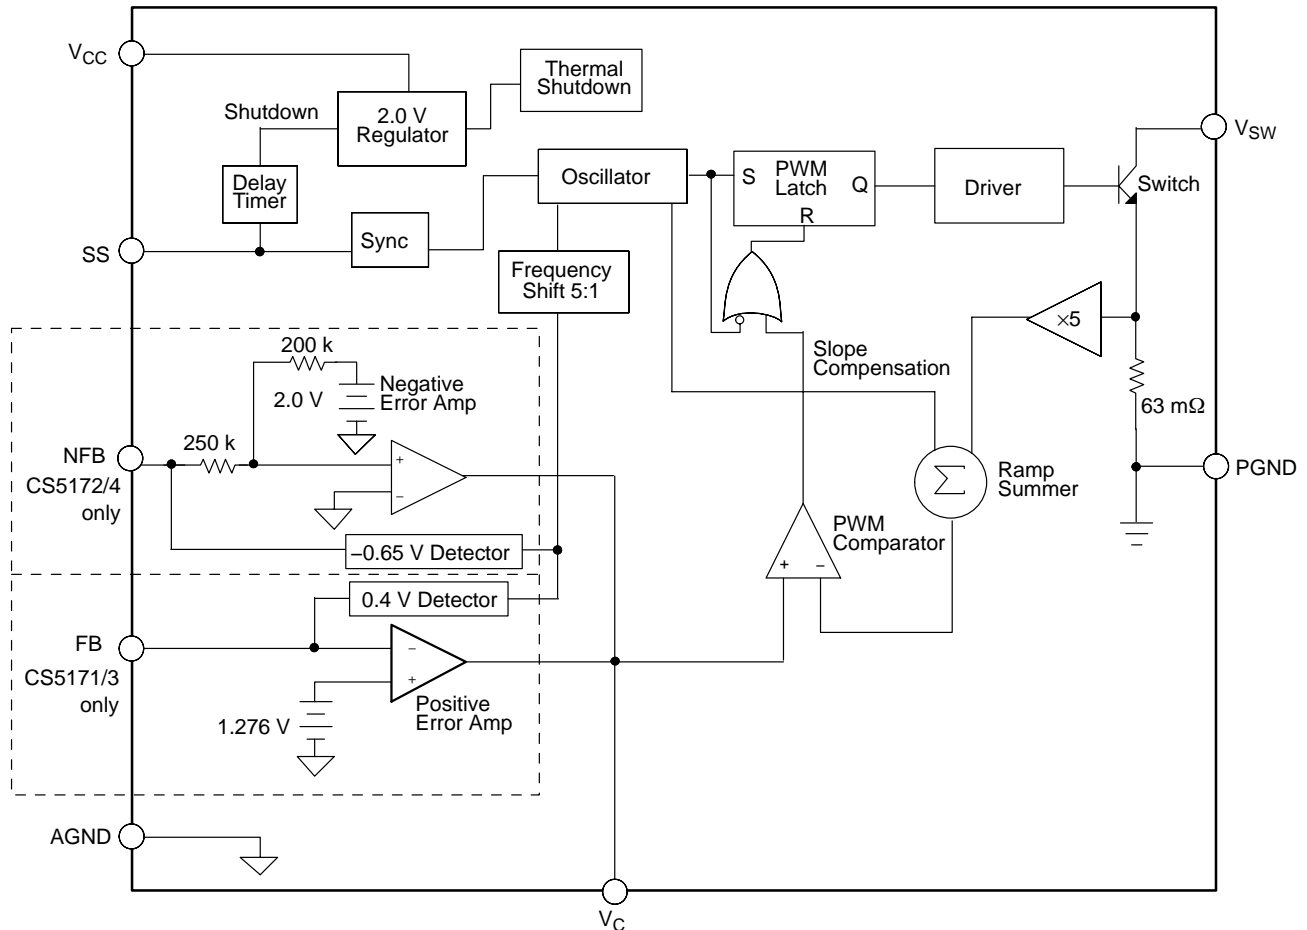 VCC
Thermal
Shutdown
Shutdown
2.0 V
Regulator
VSW
Delay
Timer
Oscillator
S
PWM
Latch
Q
R
Driver
Switch
SS
Sync
Frequency
Shift 5:1
×5
200 k
2.0 V
Negative
Error Amp
Slope
Compensation
63 mΩ
250 k
NFB
CS5172/4
only
+
−
Σ
Ramp
Summer
PGND
−0.65 V Detector
PWM
Comparator
+
−
0.4 V Detector
FB
CS5171/3
only
−
+
Positive
Error Amp
1.276 V
AGND
VC